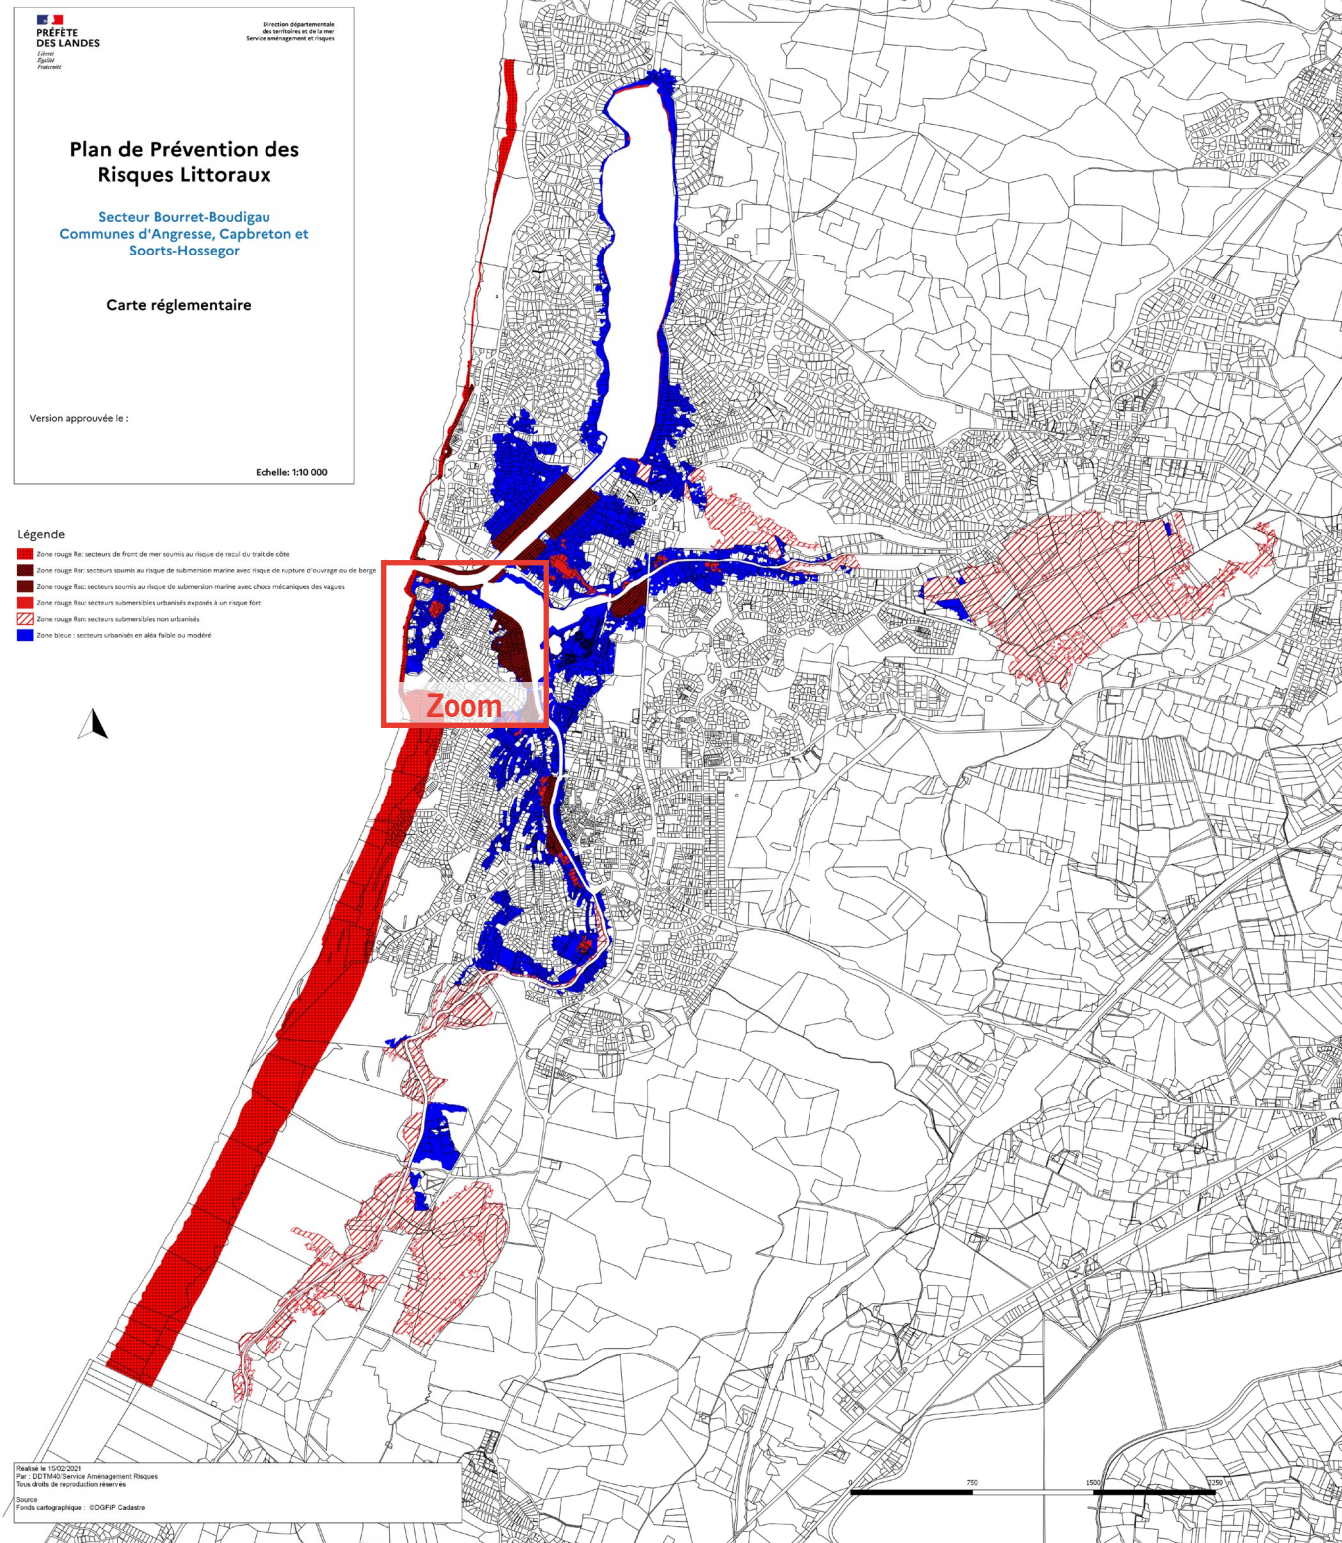 PRÉFÈTE
DES LANDES
Liberté
Égalité
Fraternité
Direction départementale
des territoires et de la mer
Service aménagement et risques
Plan de Prévention des
Risques Littoraux
Secteur Bourret-Boudigau
Communes d'Angresse, Capbreton et
Soorts-Hossegor
Carte réglementaire
Version approuvée le :
Echelle: 1:10 000
Légende
Zone rouge Re: secteurs de front de mer soumis au risque de recul du trait de côte
Zone rouge Rsr: secteurs soumis au risque de submersion marine avec risque de rupture d'ouvrage ou de berge
Zone rouge Rsc: secteurs soumis au risque de submersion marine avec chocs mécaniques des vagues
Zone rouge Rsu: secteurs submersibles urbanisés exposés à un risque fort
Zone rouge Rsn: secteurs submersibles non urbanisés
Zone bleue : secteurs urbanisés en aléa faible ou modéré
Zoom
Réalisé le 15/02/2021
Par : DDTM40/Service Aménagement Risques
Tous droits de reproduction réservés
Source
Fonds cartographique : ©DGFiP Cadastre
0 750 1500 2250 m